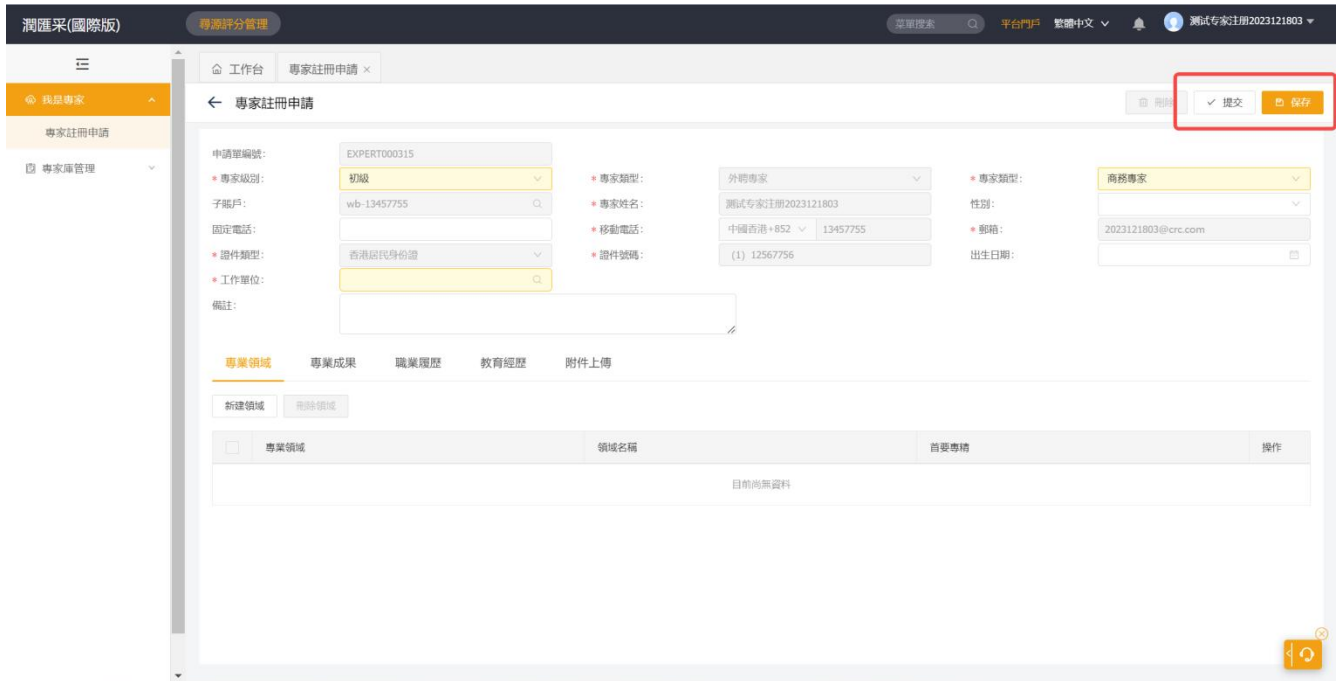 潤匯采(國際版)
尋源評分管理
菜單搜索
平台門戶
繁體中文
测试专家注册2023121803
工作台
專家註冊申請
我是專家
專家註冊申請
專家庫管理
專家註冊申請
刪除
提交
保存
申請單編號:
EXPERT000315
* 專家級別:
初級
* 專家類型:
外聘專家
* 專家類型:
商務專家
子賬戶:
wb-13457755
* 專家姓名:
测试专家注册2023121803
性別:
固定電話:
* 移動電話:
中國香港+852
13457755
* 郵箱:
2023121803@crc.com
* 證件類型:
香港居民身份證
* 證件號碼:
(1) 12567756
出生日期:
* 工作單位:
備註:
專業領域
專業成果
職業履歷
教育經歷
附件上傳
新建領域
刪除領域
專業領域
領域名稱
首要專精
操作
目前尚無資料